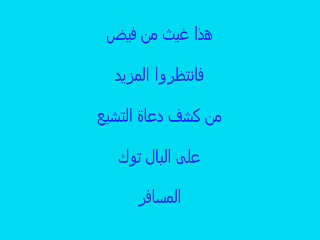 هذا غيث من فيض
فانتظروا المزيد
من كشف دعاة التشيع
على البال توك
المسافر